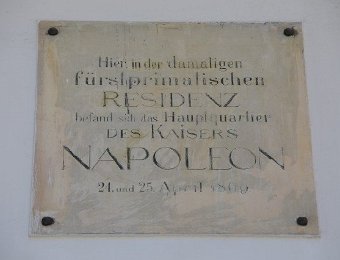 Hier, in der damaligen
fürstprimatischen
RESIDENZ
befand sich das Hauptquartier
DES KAISERS
NAPOLEON
24. und 25. April 1809